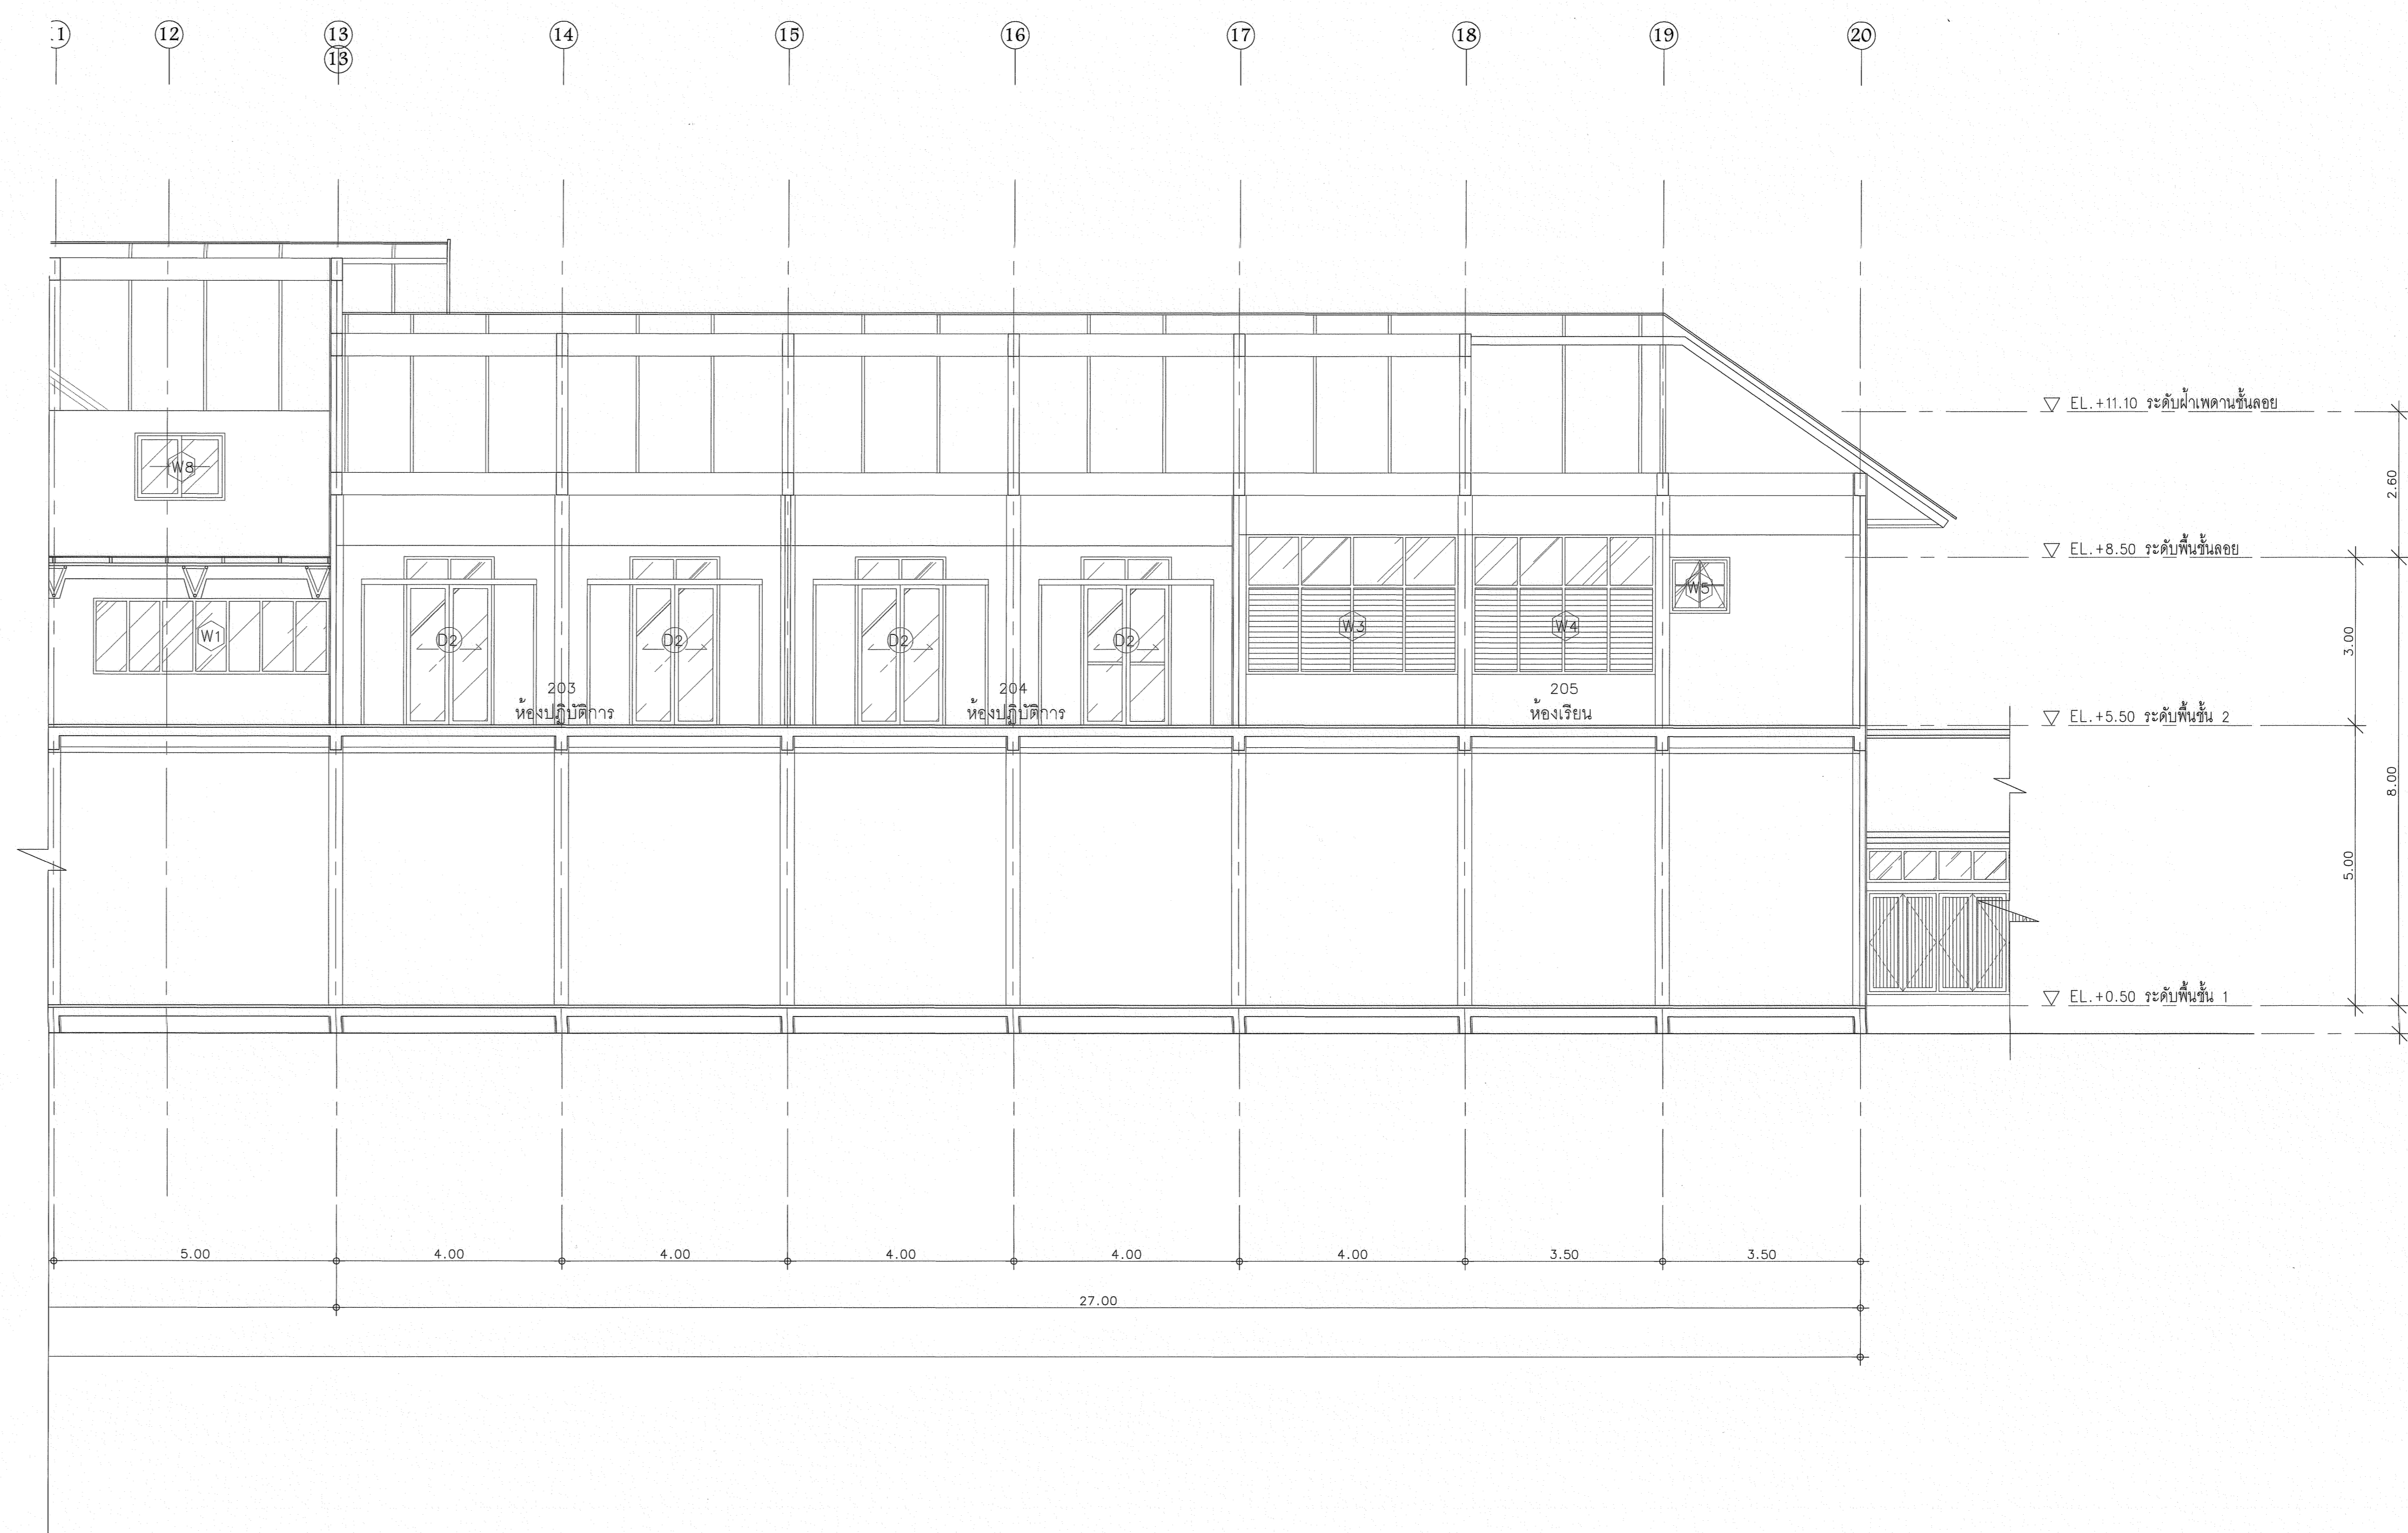 11 12 13 14 15 16 17 18 19 20
13
EL.+11.10 ระดับฝ้าเพดานชั้นลอย
W8
2.60
EL.+8.50 ระดับพื้นชั้นลอย
W5
W1 D2 D2 D2 D2 W3 W4
3.00
203 204 205
ห้องปฏิบัติการ ห้องปฏิบัติการ ห้องเรียน
EL.+5.50 ระดับพื้นชั้น 2
8.00
5.00
EL.+0.50 ระดับพื้นชั้น 1
5.00 4.00 4.00 4.00 4.00 4.00 3.50 3.50
27.00